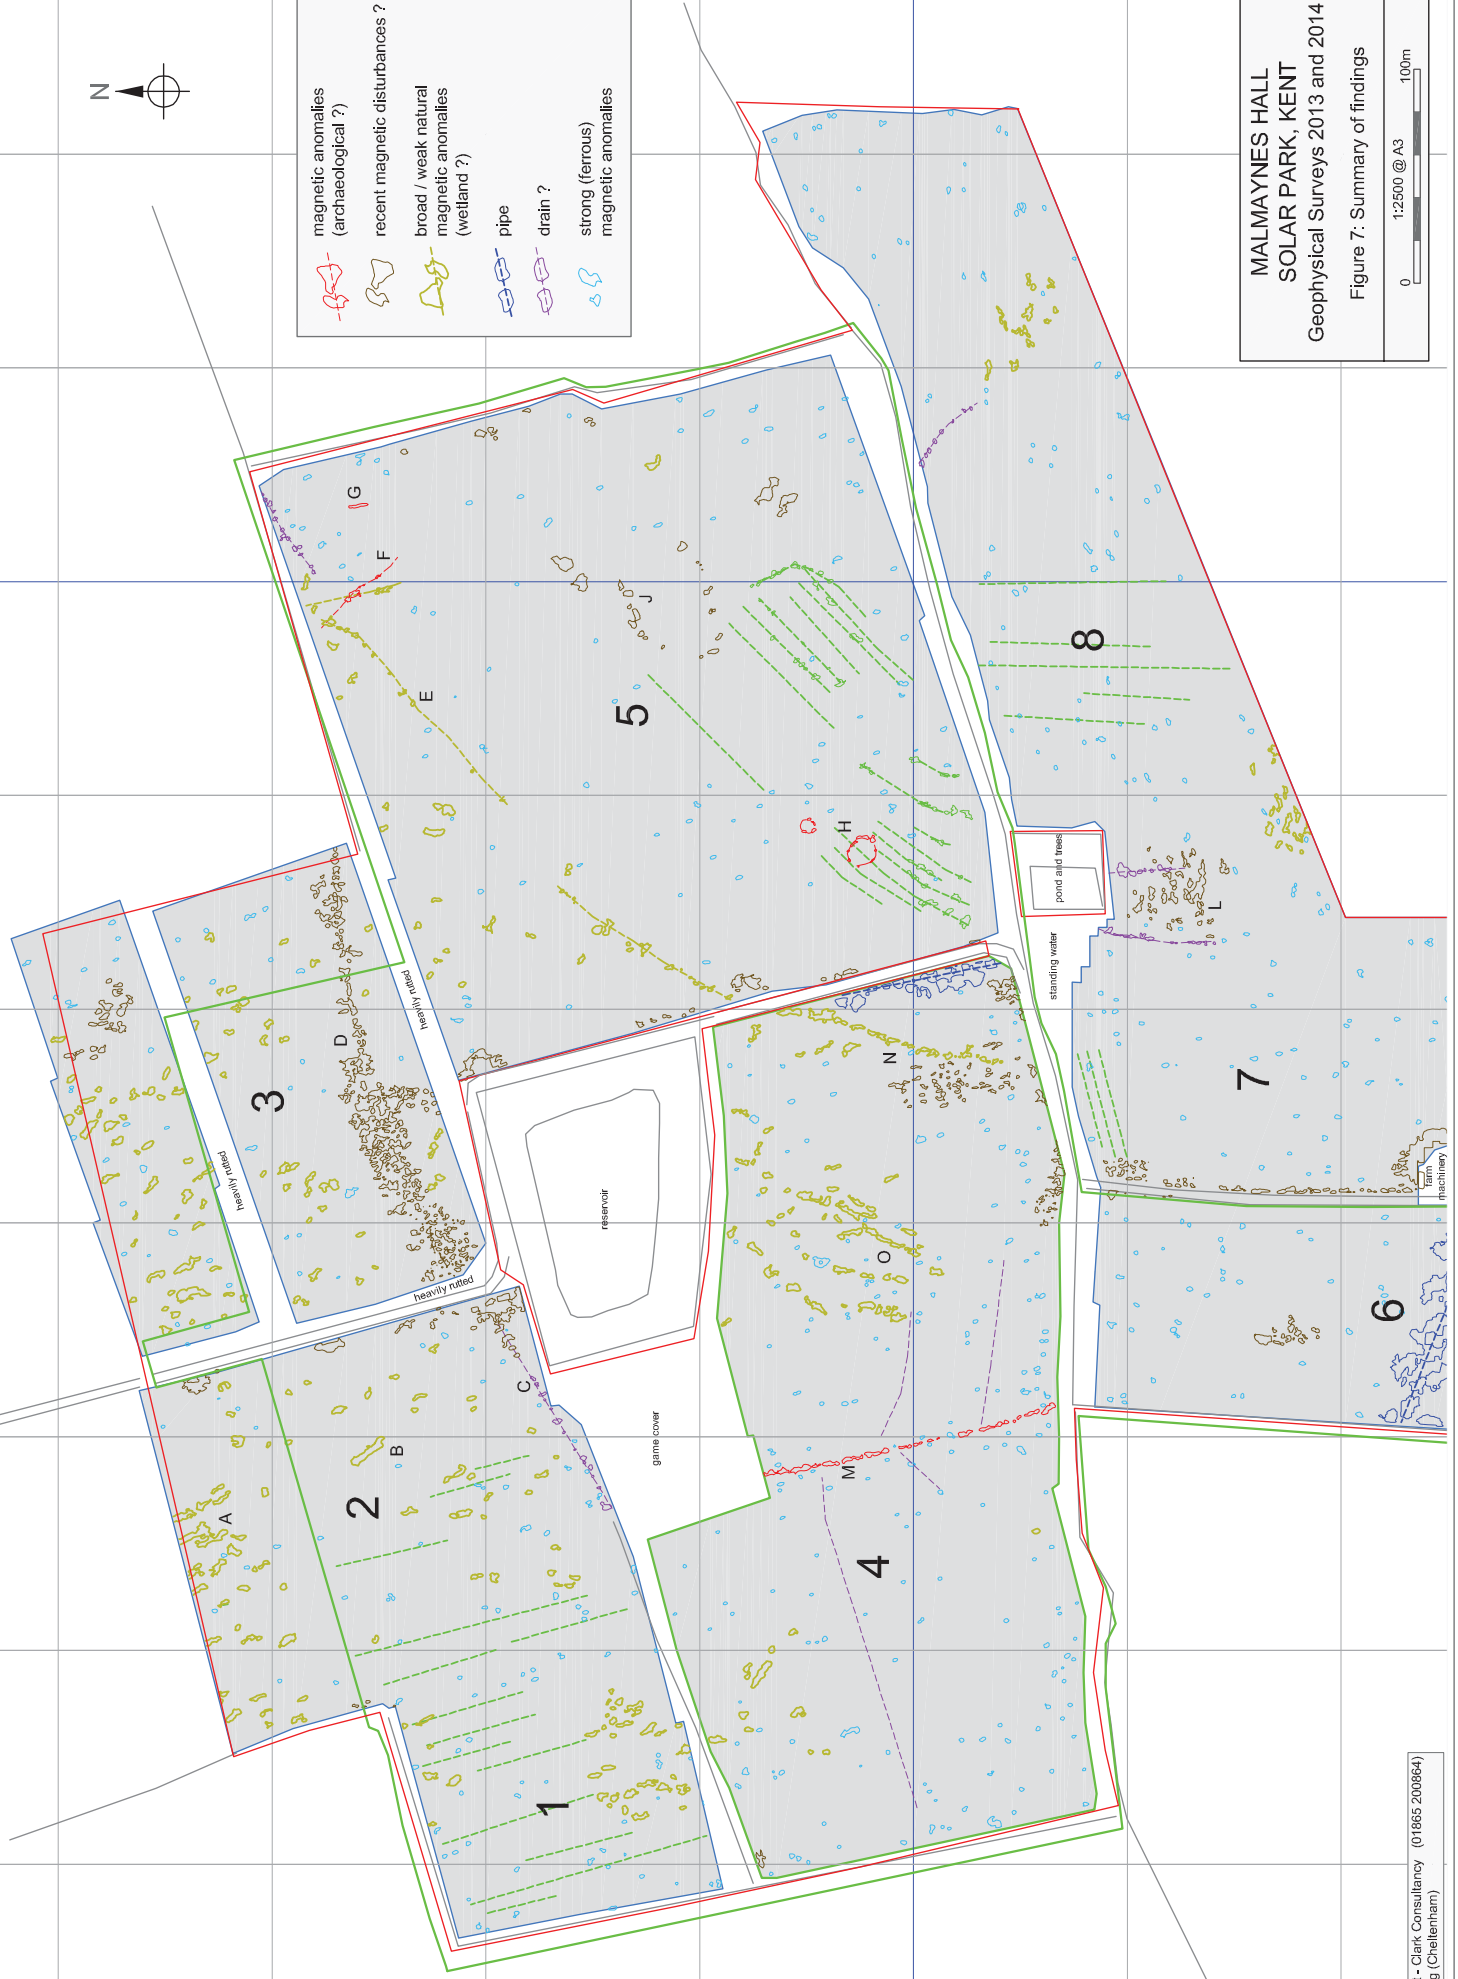 N
magnetic anomalies
(archaeological ?)
recent magnetic disturbances ?
broad / weak natural
magnetic anomalies
(wetland ?)
pipe
drain ?
strong (ferrous)
magnetic anomalies
MALMAYNES HALL
SOLAR PARK, KENT
Geophysical Surveys 2013 and 2014
Figure 7: Summary of findings
0
1:2500 @ A3
100m
A
B
C
D
E
F
G
H
J
L
M
N
O
1
2
3
4
5
6
7
8
heavily rutted
heavily rutted
heavily rutted
reservoir
game cover
pond and trees
standing water
farm
machinery
- Clark Consultancy (01865 200864)
g (Cheltenham)